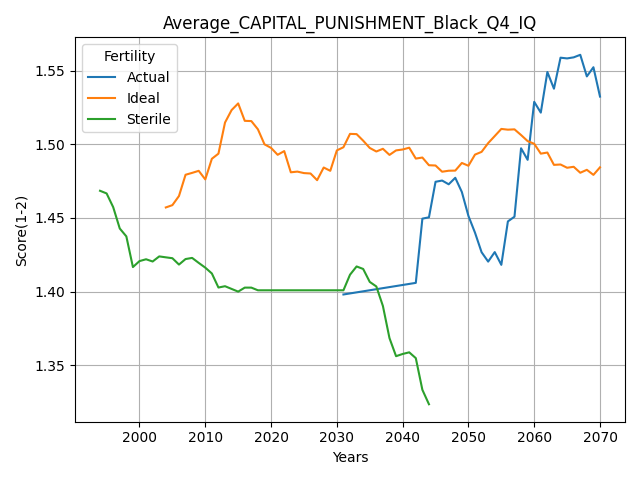 Average_CAPITAL_PUNISHMENT_Black_Q4_IQ
Fertility
Actual
Ideal
Sterile
Score(1-2)
1.55
1.50
1.45
1.40
1.35
2000 2010 2020 2030 2040 2050 2060 2070
Years